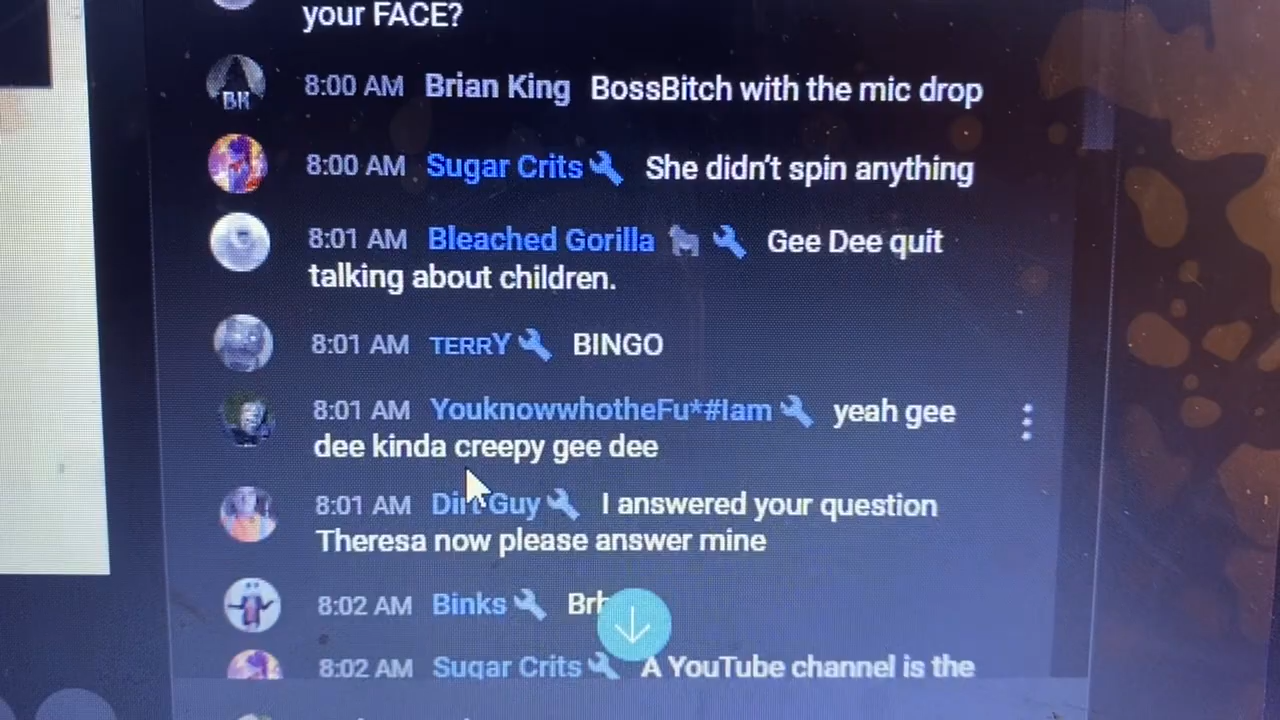 your FACE?
BK
8:00 AM Brian King BossBitch with the mic drop
8:00 AM Sugar Crits She didn't spin anything
8:01 AM Bleached Gorilla Gee Dee quit
talking about children.
8:01 AM TERRY BINGO
8:01 AM YouknowwhotheFu*#Iam yeah gee
dee kinda creepy gee dee
8:01 AM Dirt Guy I answered your question
Theresa now please answer mine
8:02 AM Binks
8:02 AM Sugar Crits A YouTube channel is the